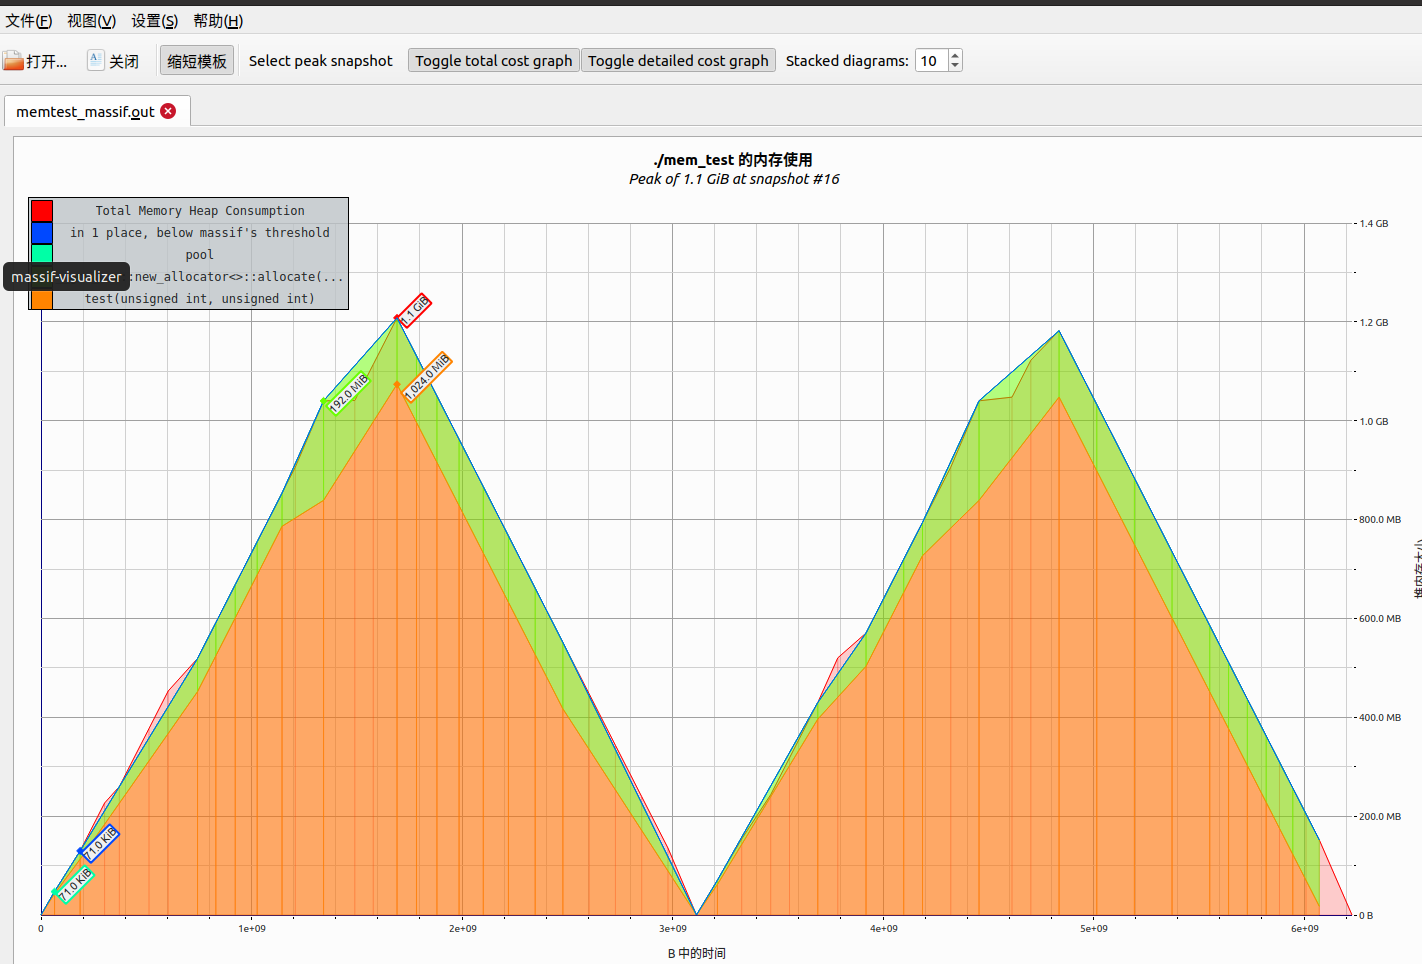 文件(F) 视图(V) 设置(S) 帮助(H)
打开... 关闭 缩短模板 Select peak snapshot Toggle total cost graph Toggle detailed cost graph Stacked diagrams: 10
memtest_massif.out
./mem_test 的内存使用
Peak of 1.1 GiB at snapshot #16
Total Memory Heap Consumption
in 1 place, below massif's threshold
pool
massif-visualizer
:new_allocator<>::allocate(...
test(unsigned int, unsigned int)
1.1 GiB
192.0 MiB
1,024.0 MiB
71.0 KiB
71.0 KiB
1.4 GB
1.2 GB
1.0 GB
800.0 MB
600.0 MB
400.0 MB
200.0 MB
0 B
堆内存大小
0 1e+09 2e+09 3e+09 4e+09 5e+09 6e+09
B 中的时间